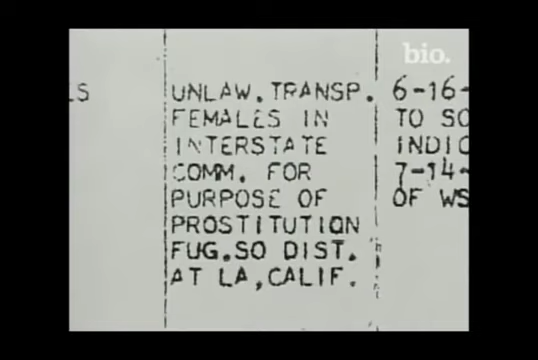 bio.
LS
UNLAW. TRANSP.
FEMALES IN
INTERSTATE
COMM. FOR
PURPOSE OF
PROSTITUTION
FUG.SO DIST.
AT LA, CALIF.
6-16-
TO SO
INDIC
7-14-
OF WS